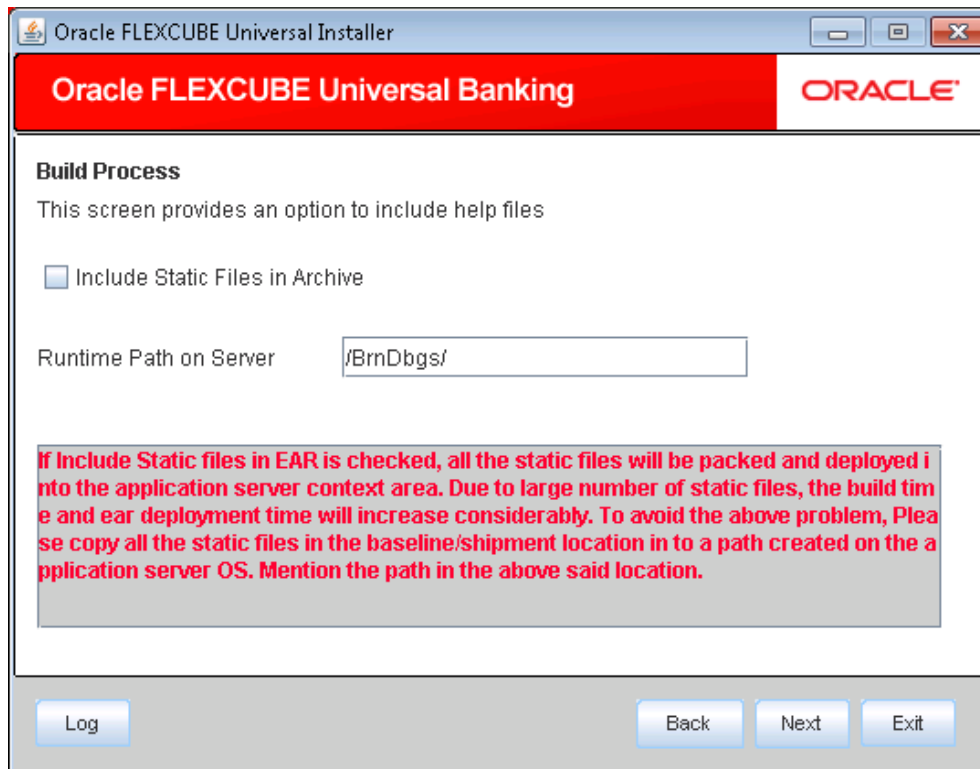 Oracle FLEXCUBE Universal Installer
Oracle FLEXCUBE Universal Banking
ORACLE
Build Process
This screen provides an option to include help files
Include Static Files in Archive
Runtime Path on Server
/BrnDbgs/
If Include Static files in EAR is checked, all the static files will be packed and deployed i
nto the application server context area. Due to large number of static files, the build tim
e and ear deployment time will increase considerably. To avoid the above problem, Plea
se copy all the static files in the baseline/shipment location in to a path created on the a
pplication server OS. Mention the path in the above said location.
Log
Back
Next
Exit